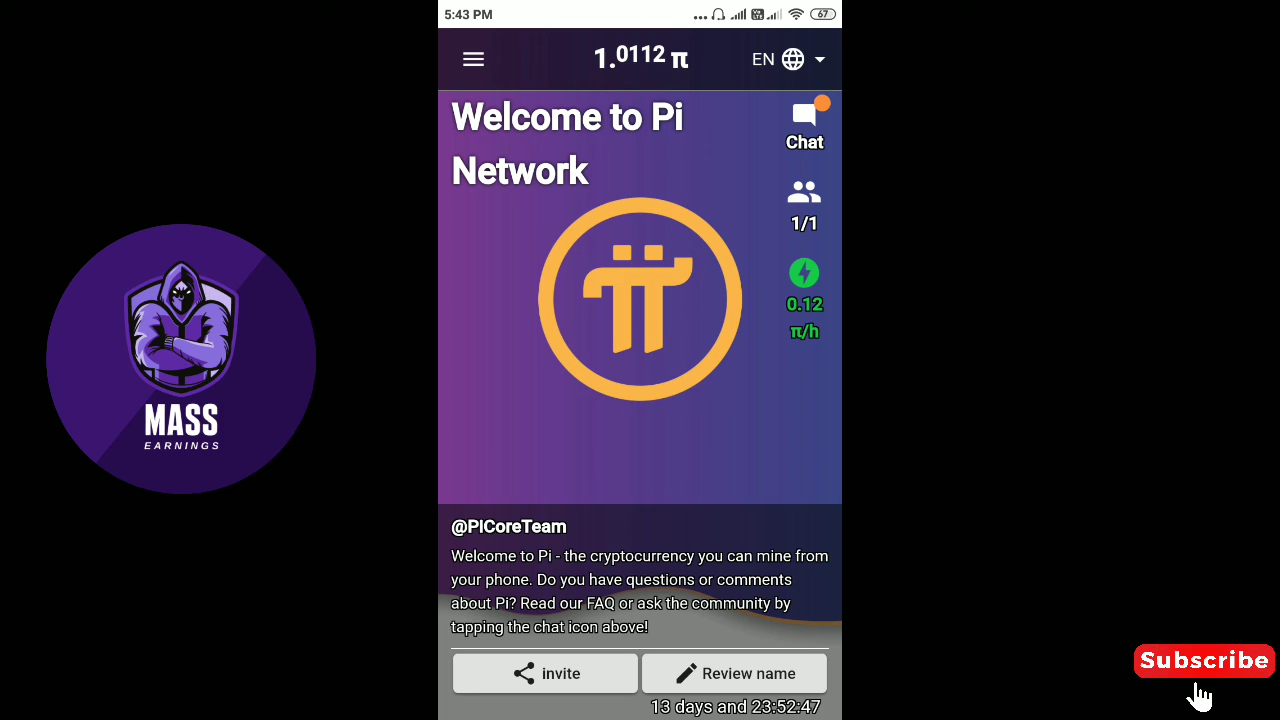 5:43 PM
67
1.0112 π
EN
Welcome to Pi
Network
Chat
1/1
0.12
π/h
MASS
EARNINGS
@PiCoreTeam
Welcome to Pi - the cryptocurrency you can mine from
your phone. Do you have questions or comments
about Pi? Read our FAQ or ask the community by
tapping the chat icon above!
invite
Review name
13 days and 23:52:47
Subscribe